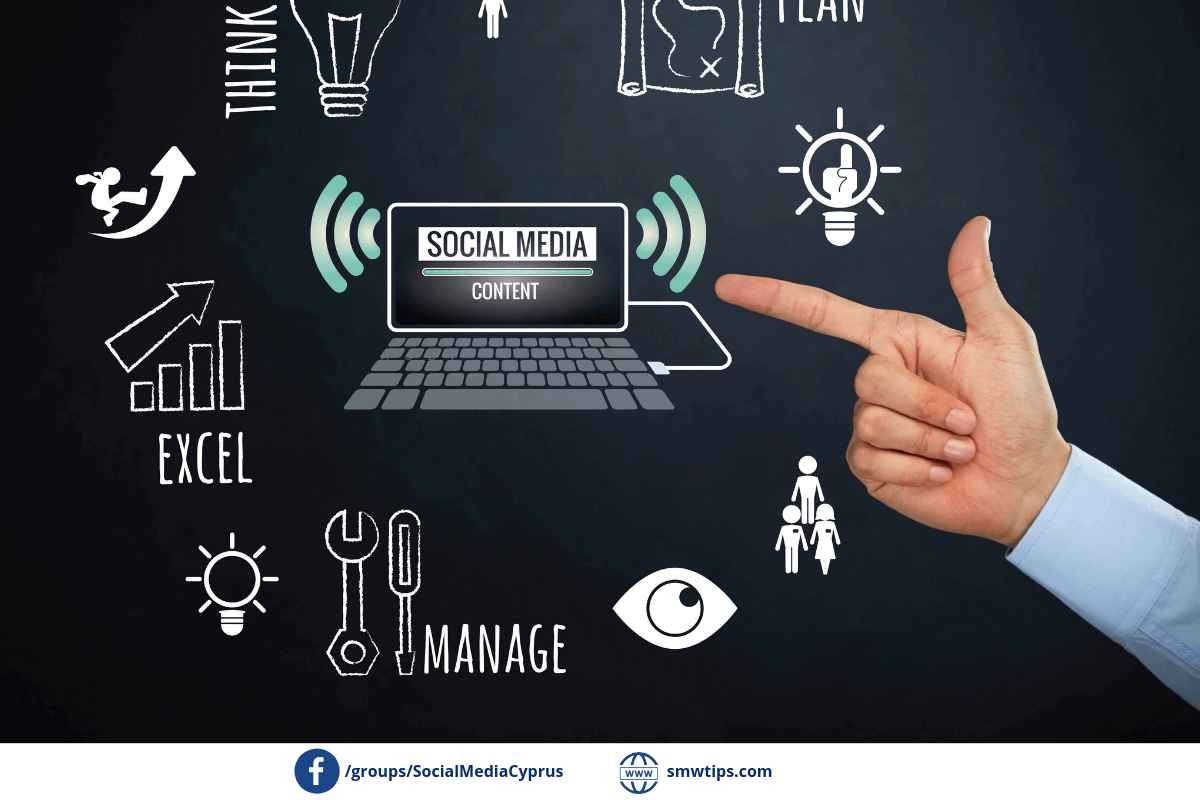 THINK
PLAN
SOCIAL MEDIA
CONTENT
EXCEL
MANAGE
/groups/SocialMediaCyprus
www
smwtips.com